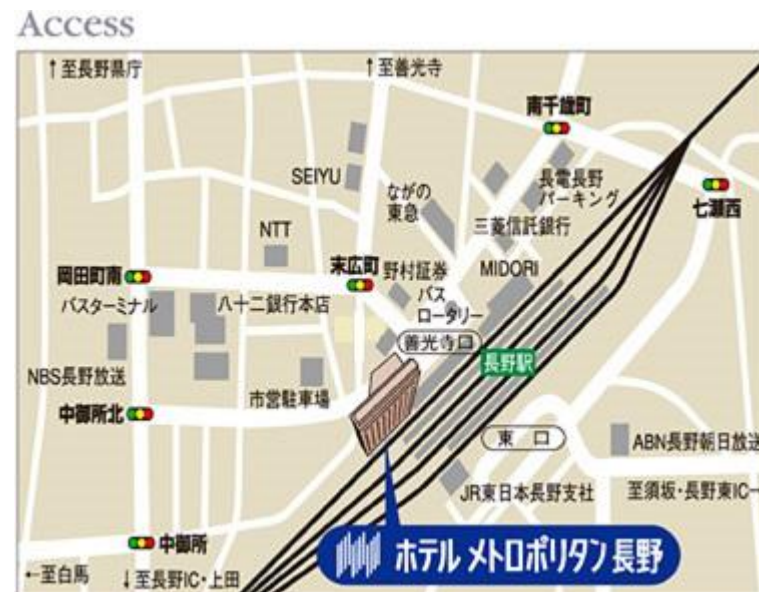 Access
↑至長野県庁
↑至善光寺
南千歳町
SEIYU
ながの
東急
長電長野
パーキング
七瀬西
三菱信託銀行
NTT
末広町
野村証券
MIDORI
岡田町南
バスターミナル
八十二銀行本店
バス
ロータリー
善光寺口
長野駅
NBS長野放送
市営駐車場
中御所北
東口
ABN長野朝日放送
JR東日本長野支社
至須坂・長野東IC→
中御所
ホテルメトロポリタン長野
←至白馬
↓至長野IC・上田